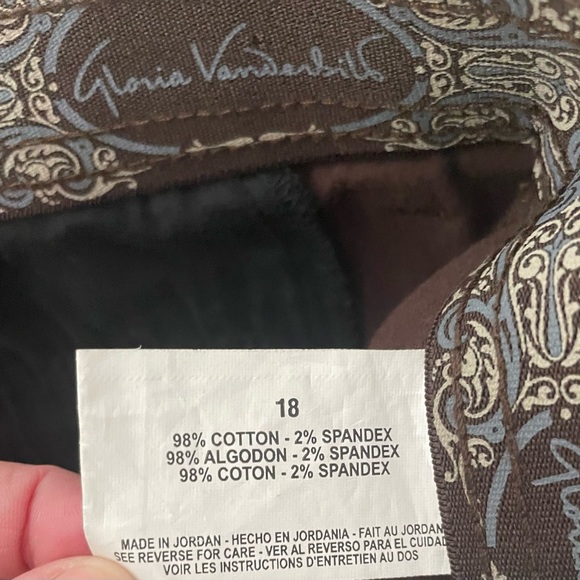 Gloria Vanderbilt
18
98% COTTON - 2% SPANDEX
98% ALGODON - 2% SPANDEX
98% COTON - 2% SPANDEX
MADE IN JORDAN - HECHO EN JORDANIA - FAIT AU JORDAN
SEE REVERSE FOR CARE - VER AL REVERSO PARA EL CUIDAD
VOIR LES INSTRUCTIONS D'ENTRETIEN AU DOS